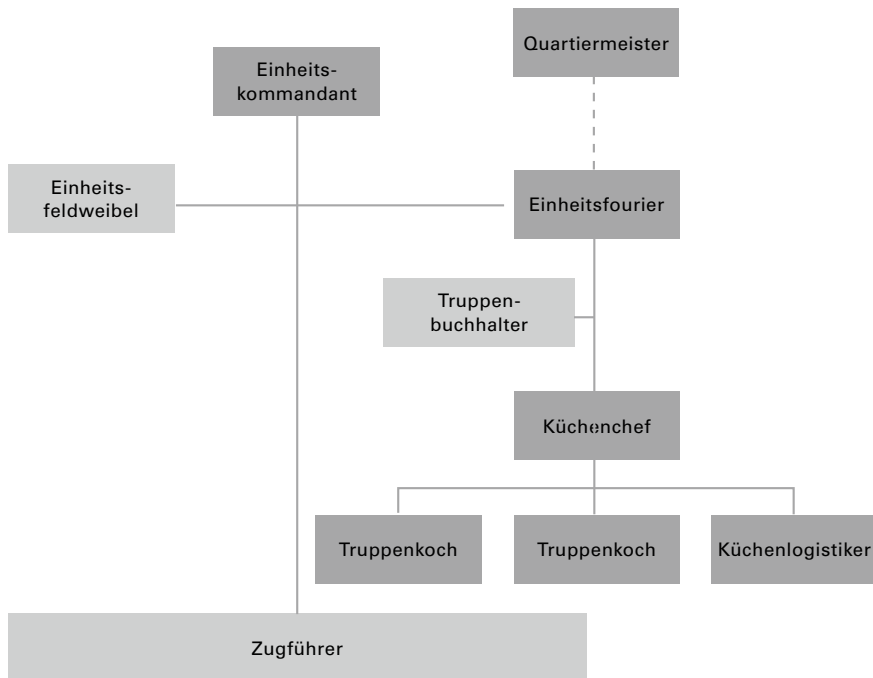 Quartiermeister
Einheits-
kommandant
Einheits-
feldweibel
Einheitsfourier
Truppen-
buchhalter
Küchenchef
Truppenkoch
Truppenkoch
Küchenlogistiker
Zugführer